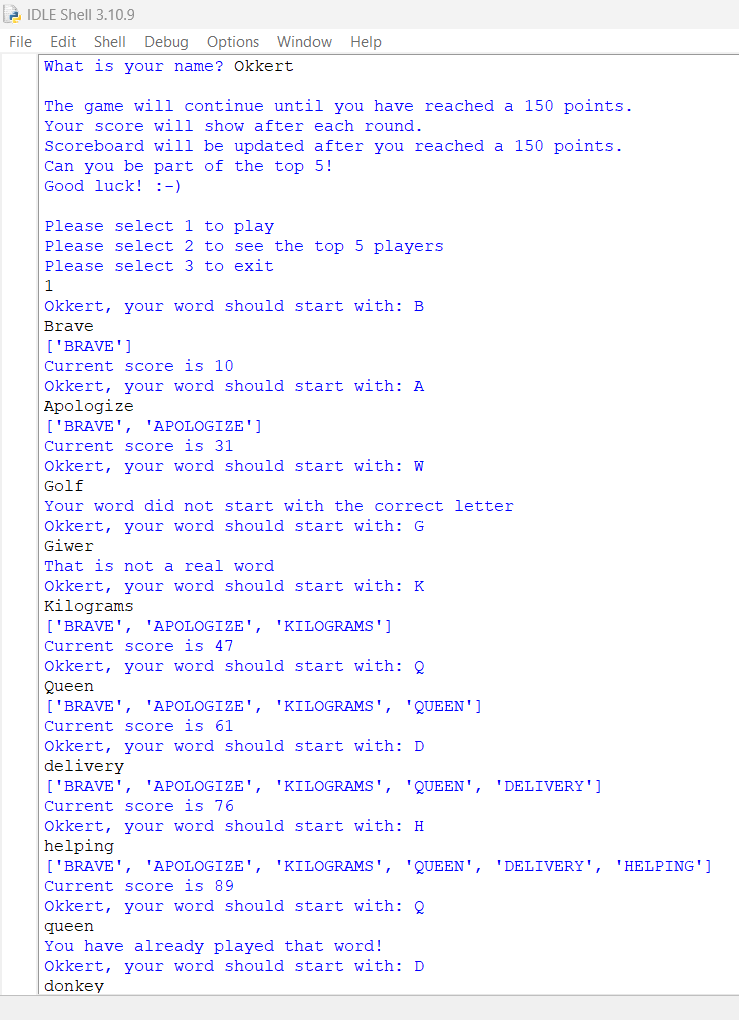 IDLE Shell 3.10.9
File Edit Shell Debug Options Window Help
What is your name? Okkert
The game will continue until you have reached a 150 points.
Your score will show after each round.
Scoreboard will be updated after you reached a 150 points.
Can you be part of the top 5!
Good luck! :-)
Please select 1 to play
Please select 2 to see the top 5 players
Please select 3 to exit
1
Okkert, your word should start with: B
Brave
['BRAVE']
Current score is 10
Okkert, your word should start with: A
Apologize
['BRAVE', 'APOLOGIZE']
Current score is 31
Okkert, your word should start with: W
Golf
Your word did not start with the correct letter
Okkert, your word should start with: G
Giwer
That is not a real word
Okkert, your word should start with: K
Kilograms
['BRAVE', 'APOLOGIZE', 'KILOGRAMS']
Current score is 47
Okkert, your word should start with: Q
Queen
['BRAVE', 'APOLOGIZE', 'KILOGRAMS', 'QUEEN']
Current score is 61
Okkert, your word should start with: D
delivery
['BRAVE', 'APOLOGIZE', 'KILOGRAMS', 'QUEEN', 'DELIVERY']
Current score is 76
Okkert, your word should start with: H
helping
['BRAVE', 'APOLOGIZE', 'KILOGRAMS', 'QUEEN', 'DELIVERY', 'HELPING']
Current score is 89
Okkert, your word should start with: Q
queen
You have already played that word!
Okkert, your word should start with: D
donkey